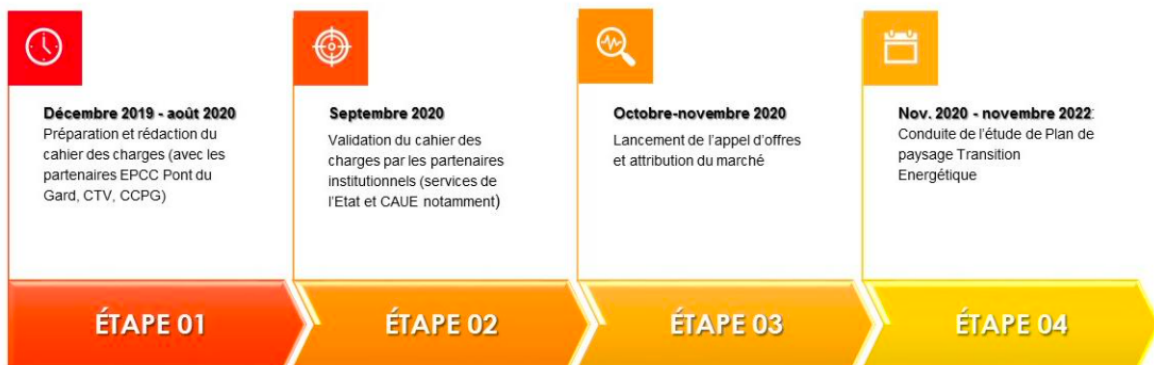 Décembre 2019 - août 2020
Préparation et rédaction du
cahier des charges (avec les
partenaires EPCC Pont du
Gard, CTV, CCPG)
ÉTAPE 01
Septembre 2020
Validation du cahier des
charges par les partenaires
institutionnels (services de
l'Etat et CAUE notamment)
ÉTAPE 02
Octobre-novembre 2020
Lancement de l'appel d'offres
et attribution du marché
ÉTAPE 03
Nov. 2020 - novembre 2022:
Conduite de l'étude de Plan de
paysage Transition
Energétique
ÉTAPE 04